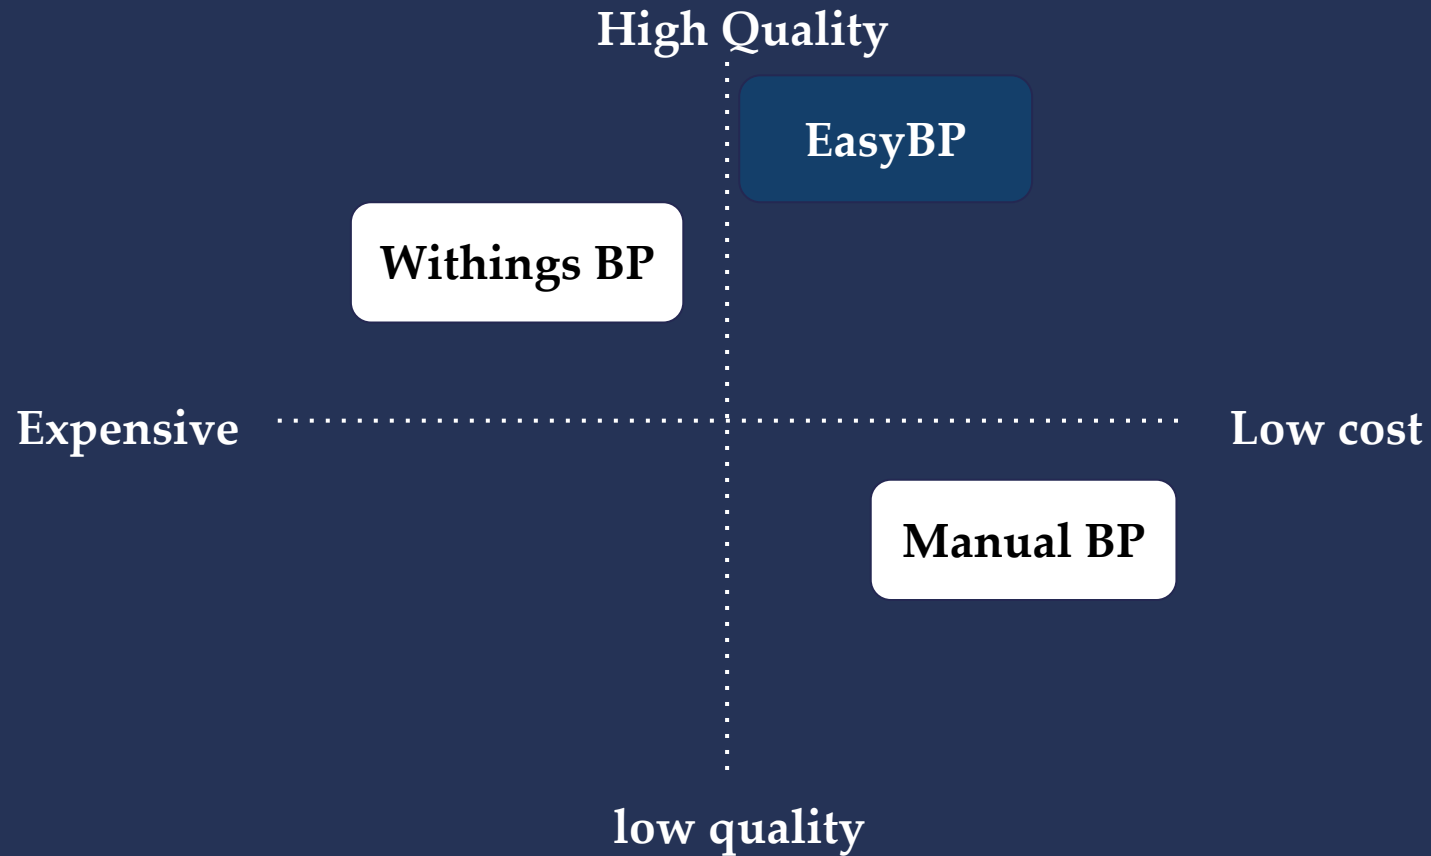 High Quality
EasyBP
Withings BP
Expensive
Low cost
Manual BP
low quality